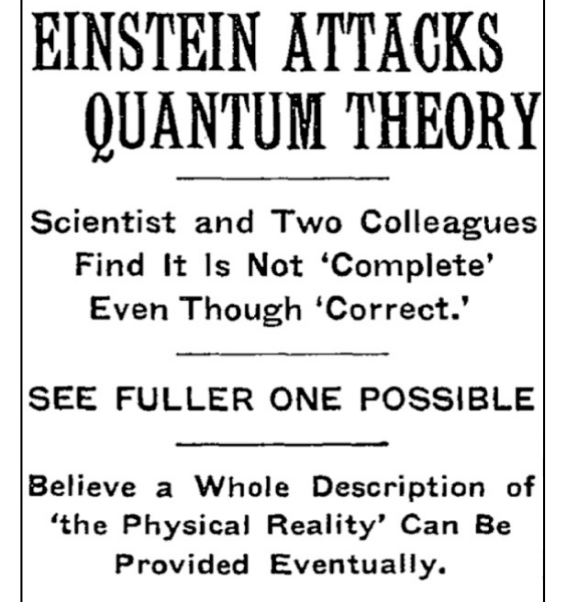 EINSTEIN ATTACKS
QUANTUM THEORY
Scientist and Two Colleagues
Find It Is Not ‘Complete’
Even Though ‘Correct.’
SEE FULLER ONE POSSIBLE
Believe a Whole Description of
‘the Physical Reality’ Can Be
Provided Eventually.